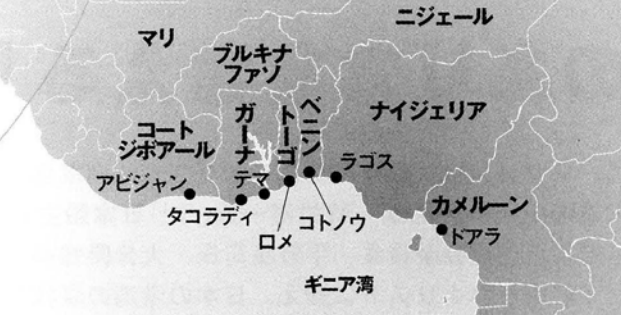 ニジェール
マリ
ブルキナ
ファソ
ナイジェリア
ベニン
トーゴ
ガーナ
コート
ジボアール
アビジャン
テマ
ラゴス
タコラディ
コトノウ
ロメ
カメルーン
ドアラ
ギニア湾